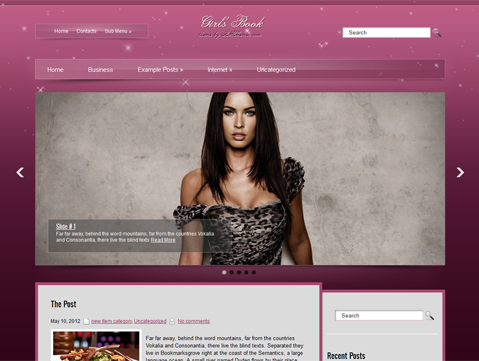 Girls' Book
Home Contacts Sub Menu »
Search
Home Business Example Posts » Internet » Uncategorized
Slide # 1
Far far away, behind the word mountains, far from the countries Vokalia
and Consonantia, there live the blind texts Read More
The Post
May 10, 2012 new item category, Uncategorized No comments
Search
Far far away, behind the word mountains, far from the countries
Vokalia and Consonantia, there live the blind texts. Separated they
live in Bookmarksgrove right at the coast of the Semantics, a large
language ocean. A small river named Duden flows by their place
Recent Posts